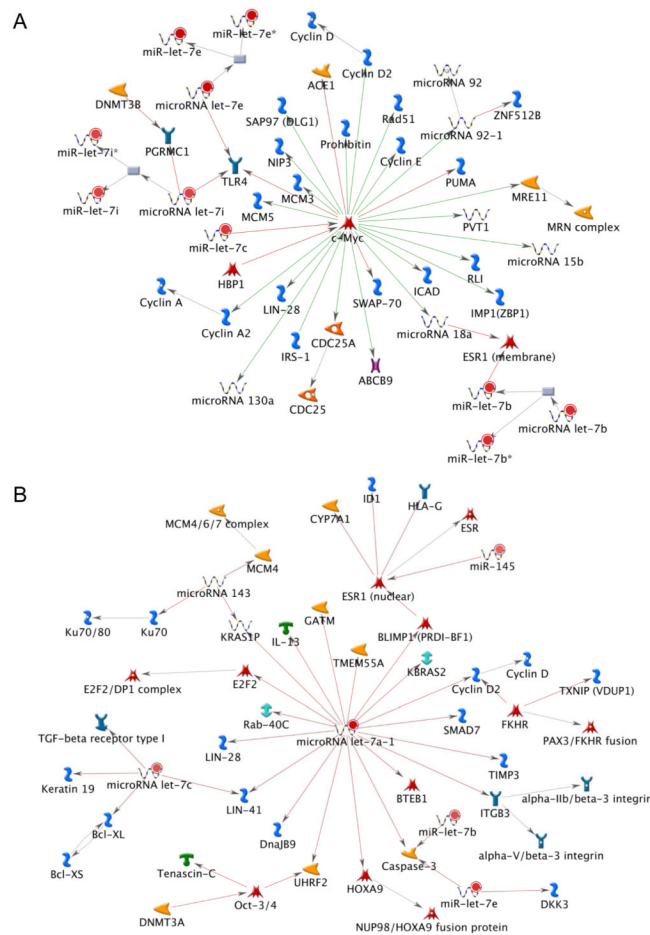 A
miR-let-7e*
miR-let-7e
Cyclin D
Cyclin D2
ACE1
microRNA 92
DNMT3B
microRNA let-7e
SAP97 (DLG1)
Rad51
ZNF512B
Prohibitin
microRNA 92-1
miR-let-7i*
PGRMC1
NIP3
Cyclin E
TLR4
PUMA
MCM3
MRE11
miR-let-7i
microRNA let-7i
MCM5
PVT1
MRN complex
c-Myc
miR-let-7c
microRNA 15b
HBP1
ICAD
RLI
Cyclin A
LIN-28
SWAP-70
IMP1(ZBP1)
Cyclin A2
CDC25A
microRNA 18a
IRS-1
ESR1 (membrane)
microRNA 130a
CDC25
ABCB9
miR-let-7b
microRNA let-7b
miR-let-7b*
B
ID1
HLA-G
CYP7A1
MCM4/6/7 complex
ESR
MCM4
miR-145
microRNA 143
ESR1 (nuclear)
GATM
Ku70/80
Ku70
KRAS1P
IL-13
BLIMP1 (PRDI-BF1)
TMEM55A
KBRAS2
Cyclin D
E2F2/DP1 complex
E2F2
Cyclin D2
TXNIP (VDUP1)
Rab-40C
SMAD7
FKHR
TGF-beta receptor type I
microRNA let-7a-1
PAX3/FKHR fusion
LIN-28
microRNA let-7c
TIMP3
Keratin 19
LIN-41
BTEB1
ITGB3
alpha-IIb/beta-3 integrin
Bcl-XL
miR-let-7b
DnaJB9
alpha-V/beta-3 integrin
Bcl-XS
Caspase-3
Tenascin-C
UHRF2
HOXA9
miR-let-7e
DKK3
DNMT3A
Oct-3/4
NUP98/HOXA9 fusion protein